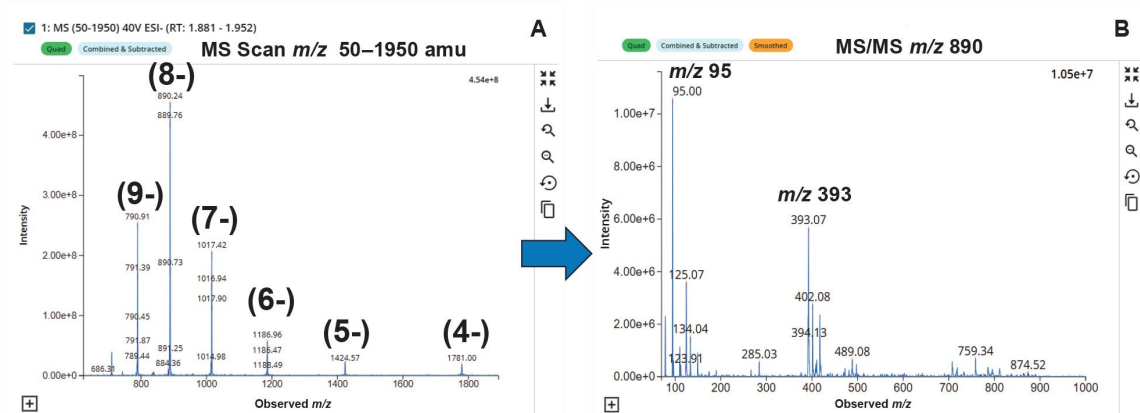 1: MS (50-1950) 40V ESI- (RT: 1.881 - 1.952)
A
Quad Combined & Subtracted MS Scan m/z 50–1950 amu
(8-)
4.54e+8
890.24
889.76
4.00e+8
3.00e+8
(9-)
790.91
(7-)
1017.42
2.00e+8
791.39
890.73
1016.94
1017.90
(6-)
1.00e+8
790.45
1186.96
(5-)
(4-)
791.87
891.25
1186.47
789.44
884.36
1014.98
1188.49
1424.57
1781.00
686.31
0.00e+0
800 1000 1200 1400 1600 1800
Intensity
Observed m/z
B
Quad Combined & Subtracted Smoothed MS/MS m/z 890
m/z 95
1.05e+7
95.00
1.00e+7
8.00e+6
m/z 393
6.00e+6
393.07
4.00e+6
125.07
402.08
2.00e+6
134.04
394.13
123.91
285.03
489.08
759.34
874.52
0.00e+0
100 200 300 400 500 600 700 800 900 1000
Intensity
Observed m/z